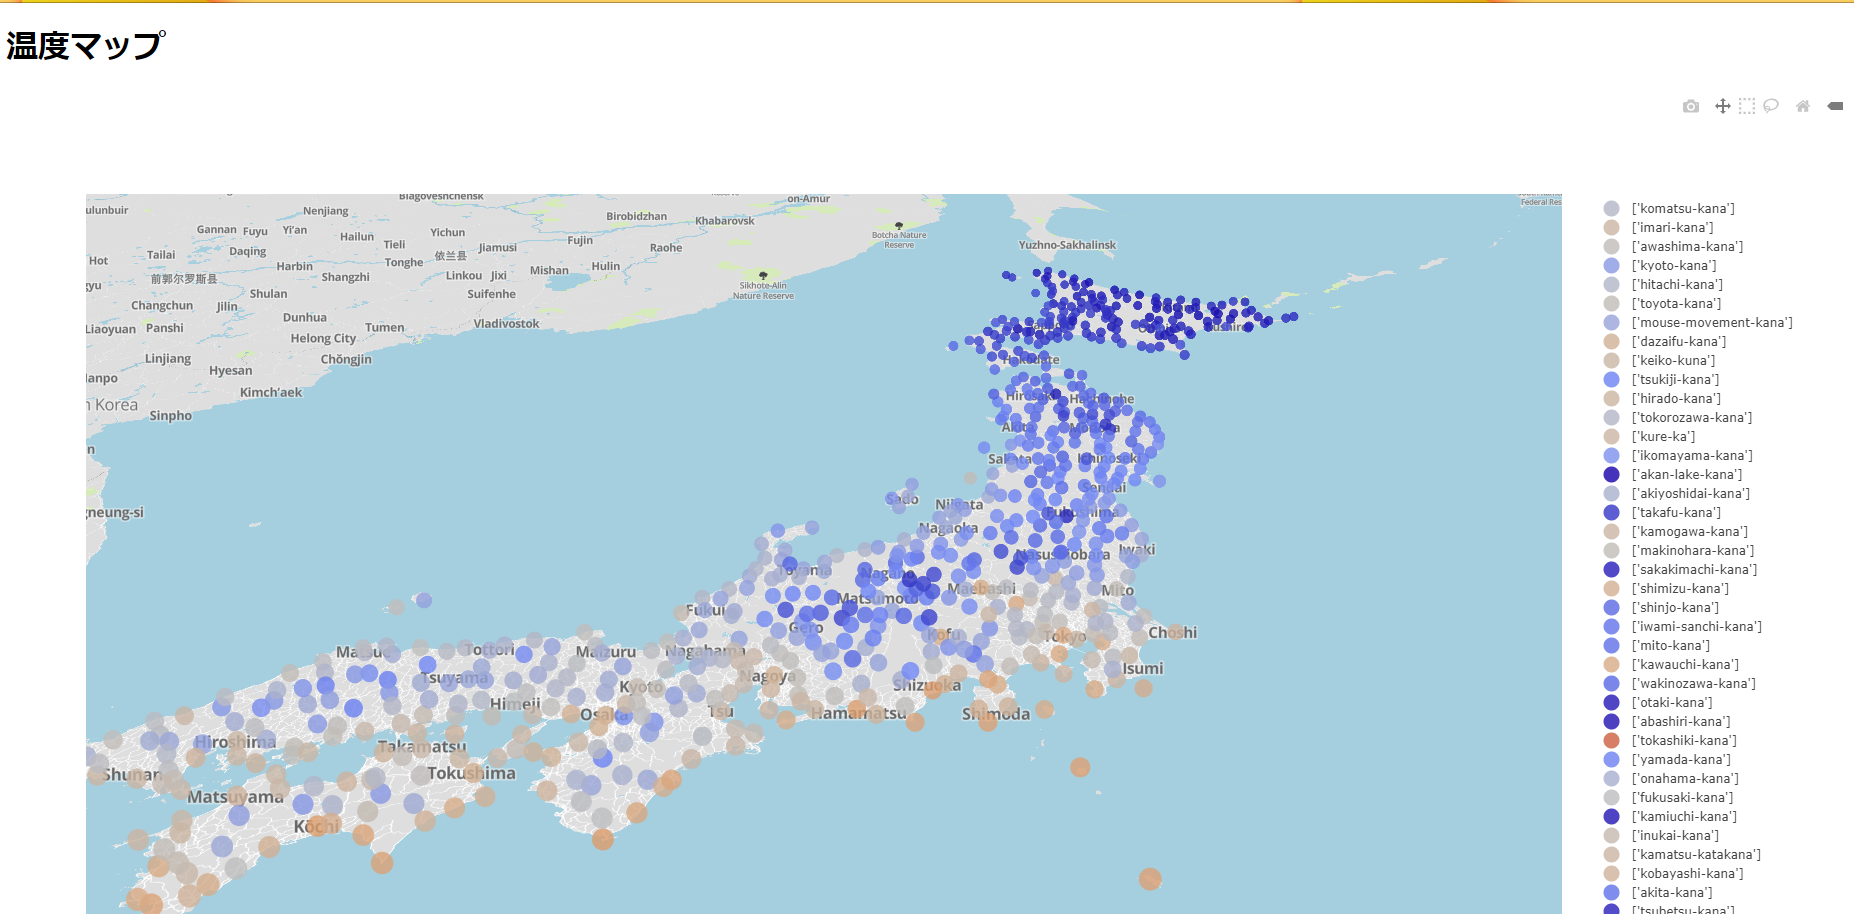 温度マップ
Blagoveshchensk
on-Amur
Federal Res
ulunbuir
Nenjiang
Birobidzhan
Khabarovsk
Gannan
Fuyu
Yi'an
Hailun
Yichun
Fujin
Raohe
Botcha Nature
Reserve
Yuzhno-Sakhalinsk
Tailai
Daqing
Tieli
Jiamusi
Hot
Harbin
Tonghe
依兰县
Mishan
Hulin
前郭尔罗斯县
Shangzhi
Linkou
Jixi
gyu
Shulan
Suifenhe
Sikhote-Alin
Nature Reserve
Changchun
Jilin
Liaoyuan
Panshi
Dunhua
Tumen
Vladivostok
Helong City
Linjiang
Chŏngjin
Hyesan
anpo
Kimch'aek
n Korea
Sinpho
n
gneung-si
Hakodate
Hirosaki
Hachinohe
Akita
Morioka
Sakata
Ichinoseki
Sendai
Sado
Niigata
Fukushima
Nagaoka
Nasushiobara
Iwaki
Toyama
Nagano
Maebashi
Mito
Matsumoto
Fukui
Gero
Kofu
Tokyo
Choshi
Tottori
Maizuru
Nagahama
Isumi
Tsuyama
Kyoto
Nagoya
Shizuoka
Himeji
Osaka
Tsu
Hamamatsu
Shimoda
Hiroshima
Takamatsu
Shunan
Tokushima
Matsuyama
Kōchi
['komatsu-kana']
['imari-kana']
['awashima-kana']
['kyoto-kana']
['hitachi-kana']
['toyota-kana']
['mouse-movement-kana']
['dazaifu-kana']
['keiko-kuna']
['tsukiji-kana']
['hirado-kana']
['tokorozawa-kana']
['kure-ka']
['ikomayama-kana']
['akan-lake-kana']
['akiyoshidai-kana']
['takafu-kana']
['kamogawa-kana']
['makinohara-kana']
['sakakimachi-kana']
['shimizu-kana']
['shinjo-kana']
['iwami-sanchi-kana']
['mito-kana']
['kawauchi-kana']
['wakinozawa-kana']
['otaki-kana']
['abashiri-kana']
['tokashiki-kana']
['yamada-kana']
['onahama-kana']
['fukusaki-kana']
['kamiuchi-kana']
['inukai-kana']
['kamatsu-katakana']
['kobayashi-kana']
['akita-kana']
['tsubetsu-kana']